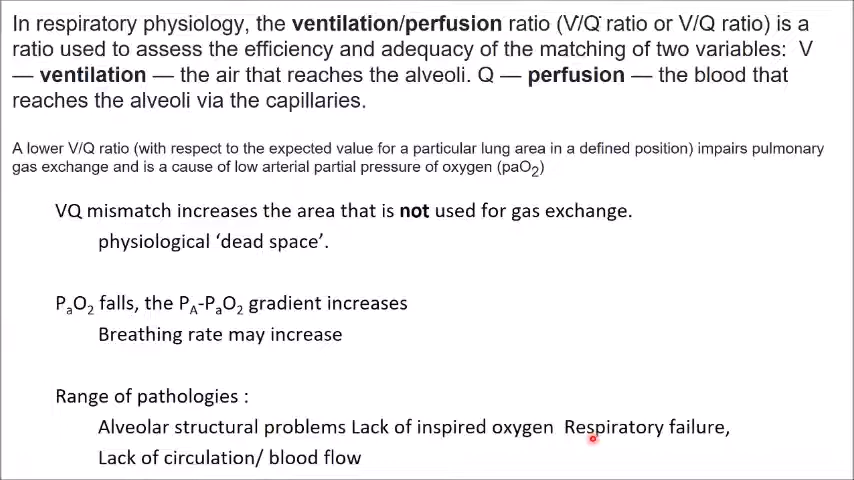 In respiratory physiology, the ventilation/perfusion ratio (V̇/Q̇ ratio or V/Q ratio) is a
ratio used to assess the efficiency and adequacy of the matching of two variables:  V
— ventilation — the air that reaches the alveoli. Q — perfusion — the blood that
reaches the alveoli via the capillaries.
A lower V/Q ratio (with respect to the expected value for a particular lung area in a defined position) impairs pulmonary
gas exchange and is a cause of low arterial partial pressure of oxygen (paO₂)
VQ mismatch increases the area that is not used for gas exchange.
physiological ‘dead space’.
PₐO₂ falls, the P_A-PₐO₂ gradient increases
Breathing rate may increase
Range of pathologies :
Alveolar structural problems Lack of inspired oxygen  Respiratory failure,
Lack of circulation/ blood flow